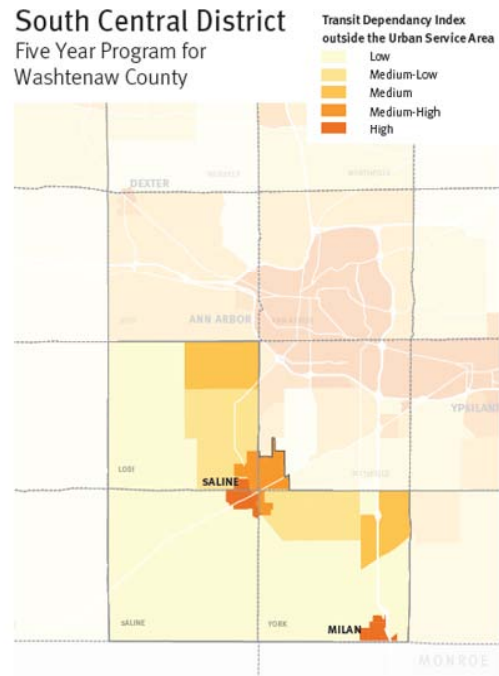 South Central District
Five Year Program for
Washtenaw County
Transit Dependancy Index
outside the Urban Service Area
Low
Medium-Low
Medium
Medium-High
High
DEXTER
ANN ARBOR
YPSILANTI
LODI
SALINE
SALINE
YORK
MILAN
MONROE